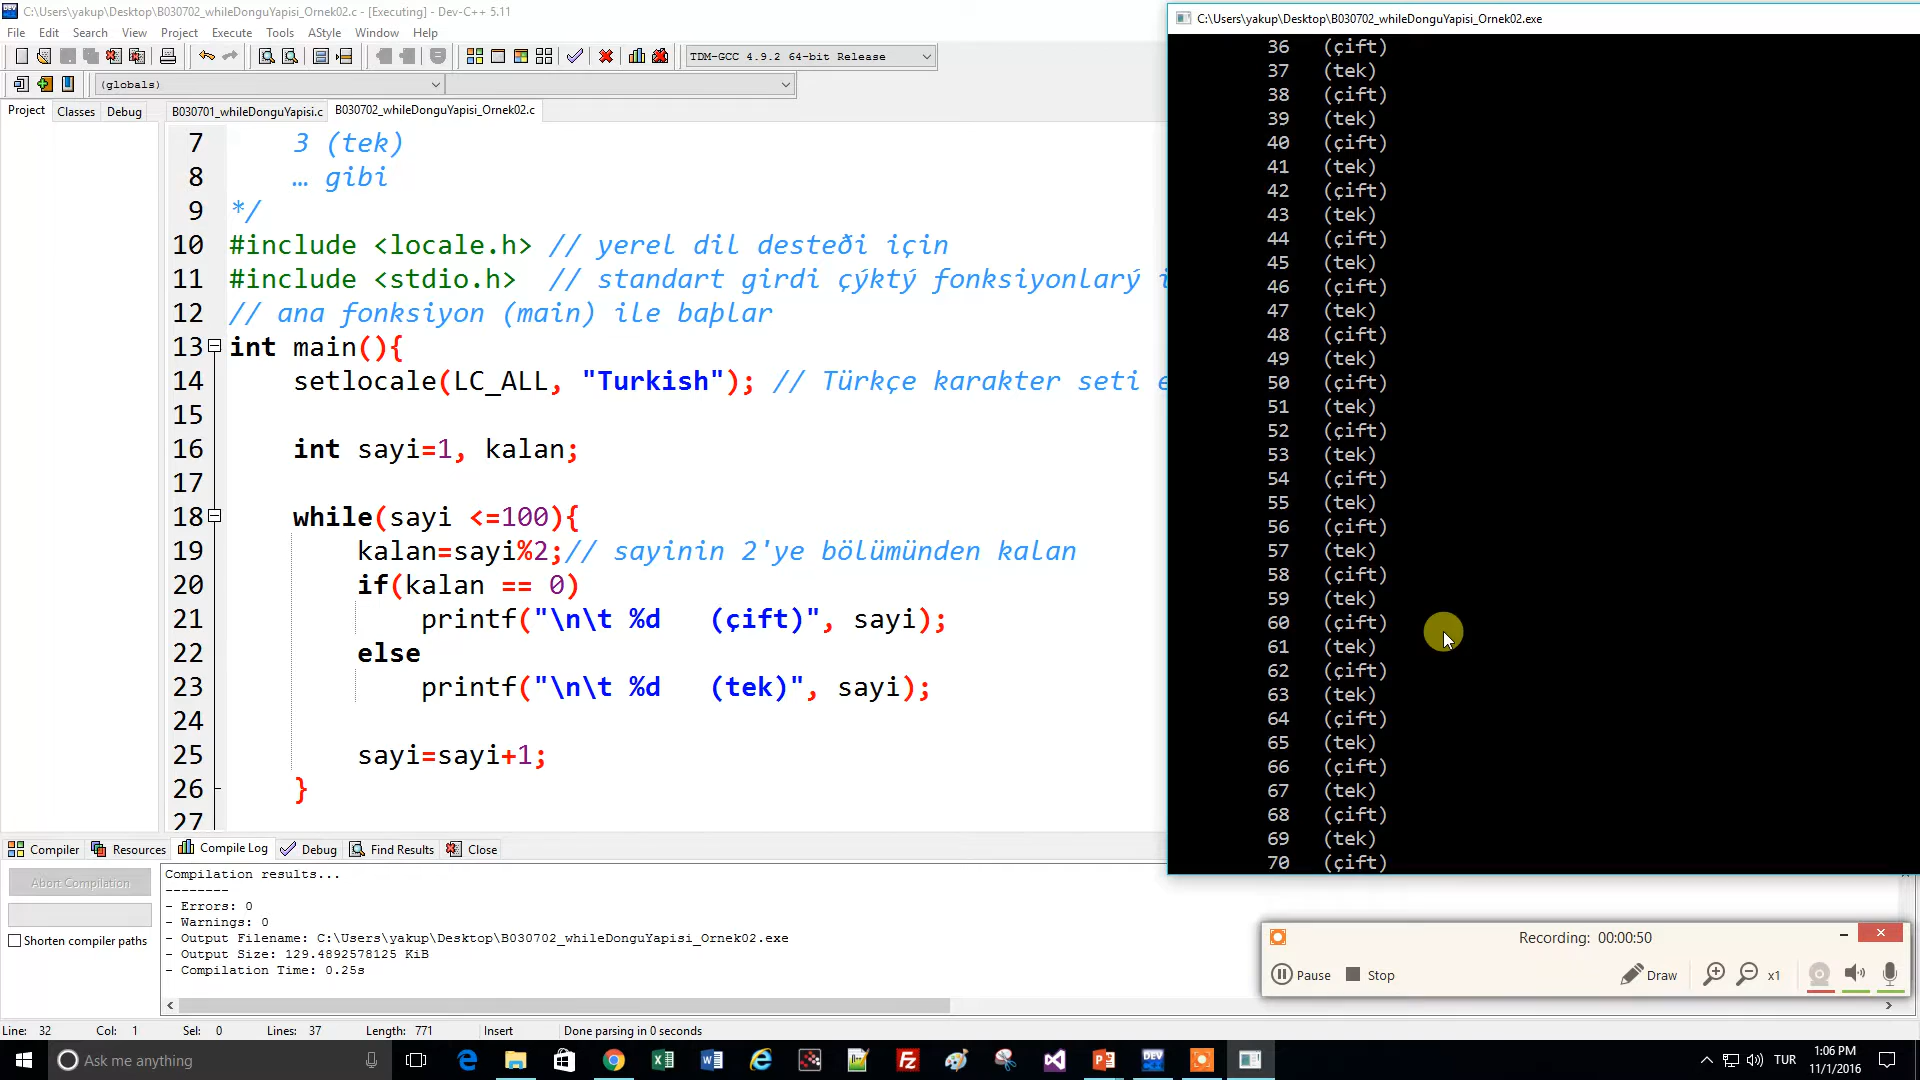 C:\Users\yakup\Desktop\B030702_whileDonguYapisi_Ornek02.c - [Executing] - Dev-C++ 5.11
File Edit Search View Project Execute Tools AStyle Window Help
TDM-GCC 4.9.2 64-bit Release
(globals)
Project Classes Debug B030701_whileDonguYapisi.c B030702_whileDonguYapisi_Ornek02.c
7 3 (tek)
8 … gibi
9 */
10 #include <locale.h> // yerel dil desteði için
11 #include <stdio.h> // standart girdi çýktý fonksiyonlarý i
12 // ana fonksiyon (main) ile baþlar
13 int main(){
14 setlocale(LC_ALL, "Turkish"); // Türkçe karakter seti e
15
16 int sayi=1, kalan;
17
18 while(sayi <=100){
19 kalan=sayi%2;// sayinin 2'ye bölümünden kalan
20 if(kalan == 0)
21 printf("\n\t %d (çift)", sayi);
22 else
23 printf("\n\t %d (tek)", sayi);
24
25 sayi=sayi+1;
26 }
27
C:\Users\yakup\Desktop\B030702_whileDonguYapisi_Ornek02.exe
36 (çift)
37 (tek)
38 (çift)
39 (tek)
40 (çift)
41 (tek)
42 (çift)
43 (tek)
44 (çift)
45 (tek)
46 (çift)
47 (tek)
48 (çift)
49 (tek)
50 (çift)
51 (tek)
52 (çift)
53 (tek)
54 (çift)
55 (tek)
56 (çift)
57 (tek)
58 (çift)
59 (tek)
60 (çift)
61 (tek)
62 (çift)
63 (tek)
64 (çift)
65 (tek)
66 (çift)
67 (tek)
68 (çift)
69 (tek)
70 (çift)
Compiler Resources Compile Log Debug Find Results Close
Abort Compilation
Shorten compiler paths
Compilation results...
--------
- Errors: 0
- Warnings: 0
- Output Filename: C:\Users\yakup\Desktop\B030702_whileDonguYapisi_Ornek02.exe
- Output Size: 129.4892578125 KiB
- Compilation Time: 0.25s
Recording: 00:00:50
Pause Stop Draw x1
Line: 32 Col: 1 Sel: 0 Lines: 37 Length: 771 Insert Done parsing in 0 seconds
Ask me anything
TUR
1:06 PM
11/1/2016